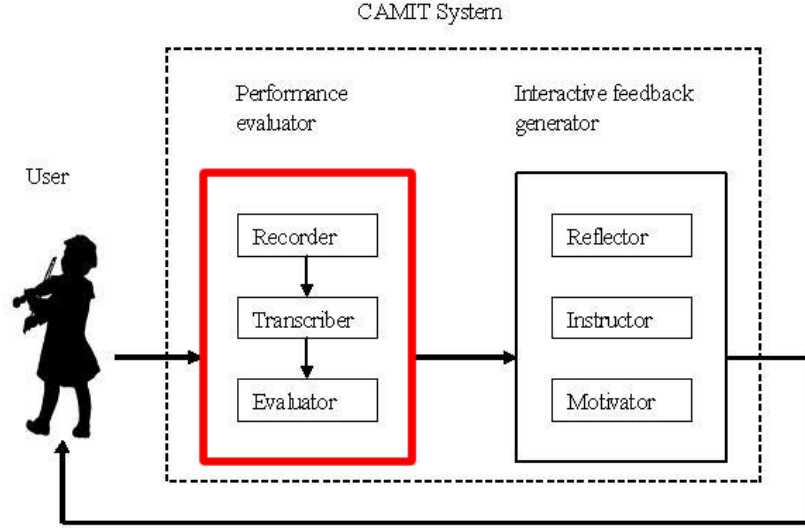 CAMIT System
Performance
evaluator
Interactive feedback
generator
User
Recorder
Transcriber
Evaluator
Reflector
Instructor
Motivator